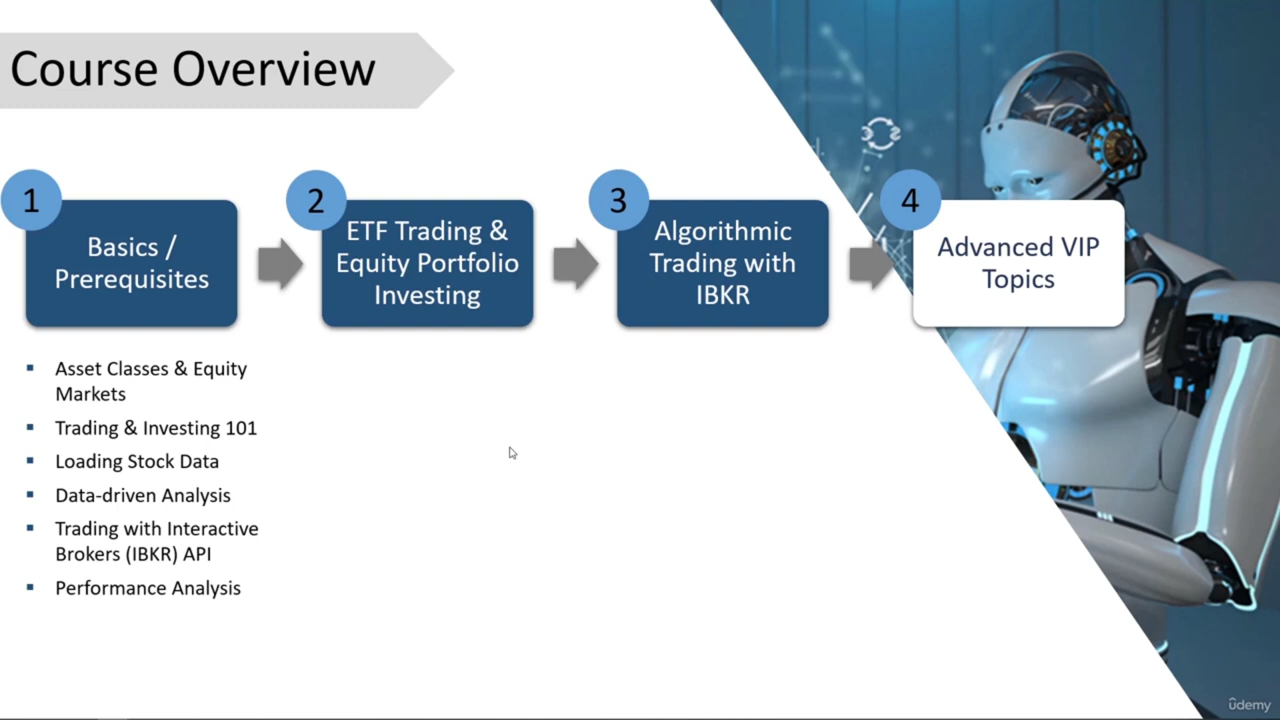 Course Overview
1
Basics /
Prerequisites
2
ETF Trading &
Equity Portfolio
Investing
3
Algorithmic
Trading with
IBKR
4
Advanced VIP
Topics
▪ Asset Classes & Equity
Markets
▪ Trading & Investing 101
▪ Loading Stock Data
▪ Data-driven Analysis
▪ Trading with Interactive
Brokers (IBKR) API
▪ Performance Analysis
ûdemy